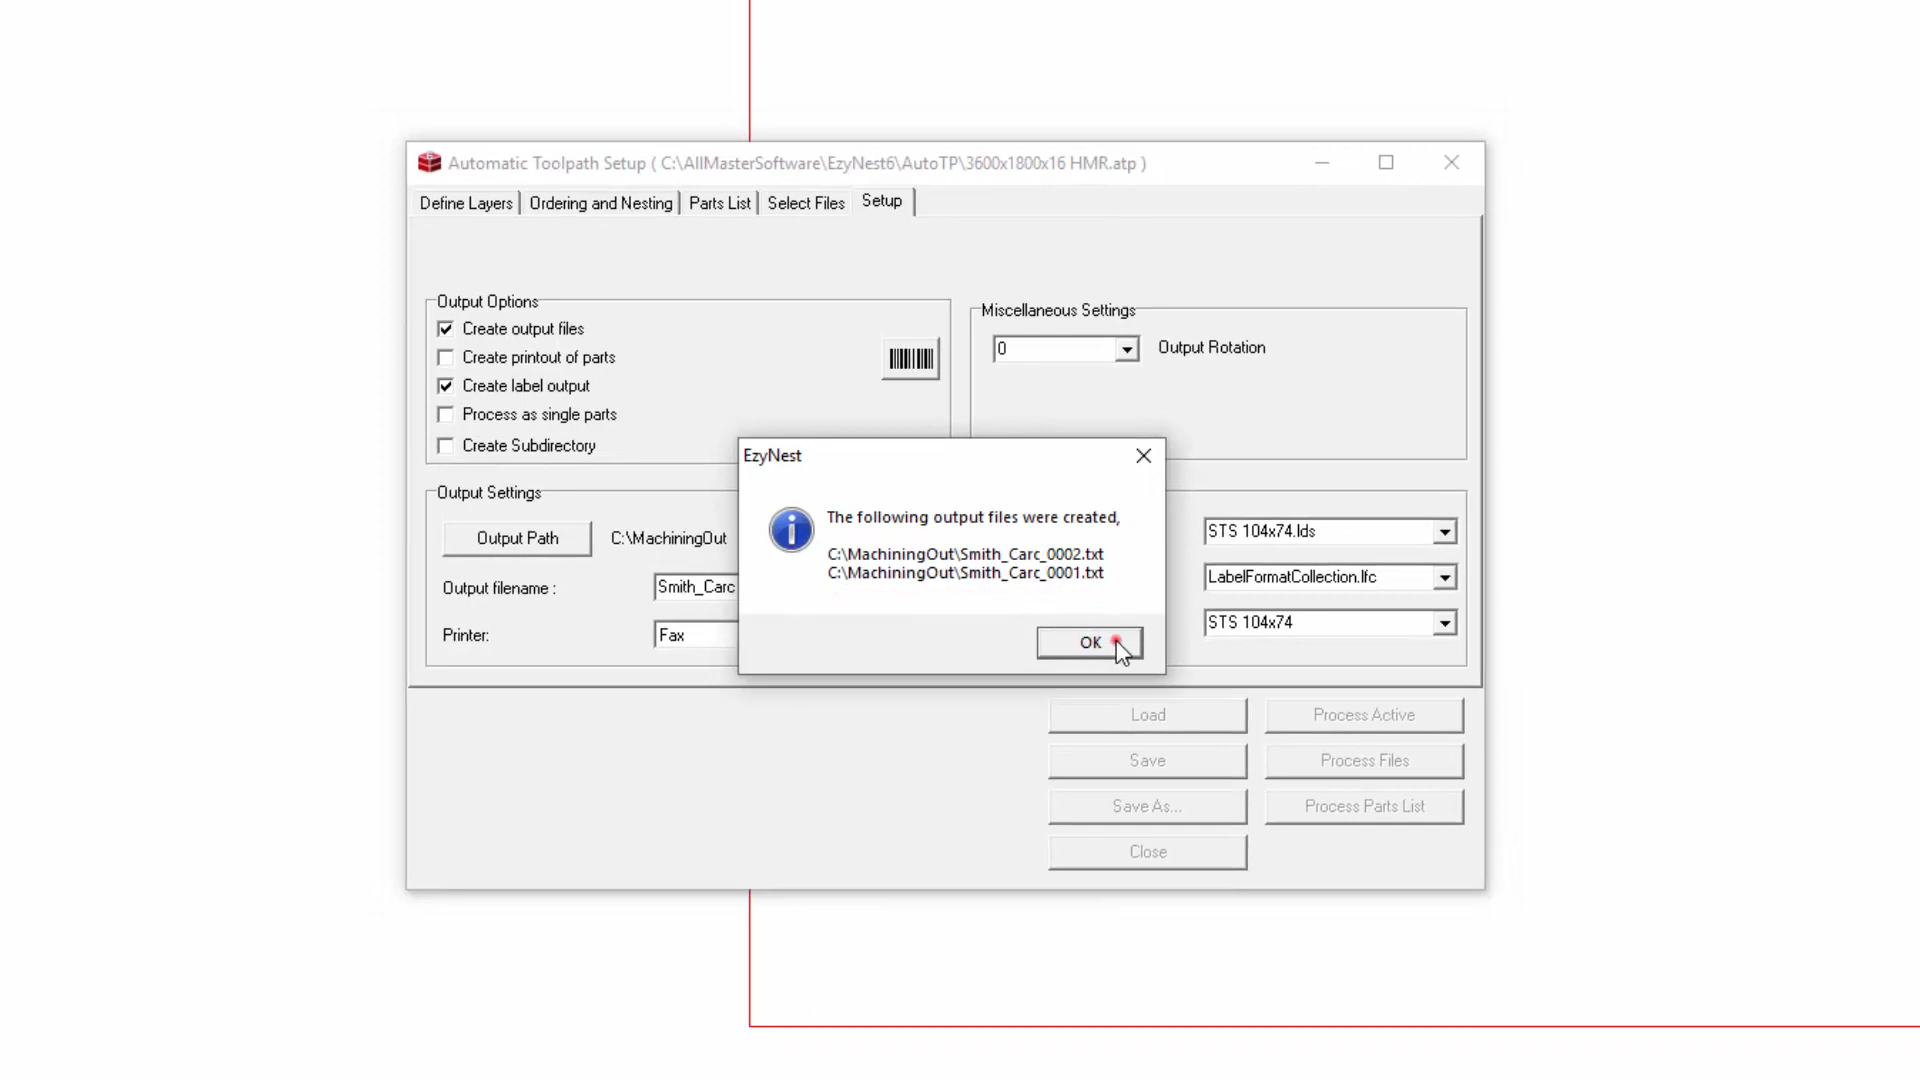 Automatic Toolpath Setup ( C:\AllMasterSoftware\EzyNest6\AutoTP\3600x1800x16 HMR.atp )
Define Layers
Ordering and Nesting
Parts List
Select Files
Setup
Output Options
Create output files
Create printout of parts
Create label output
Process as single parts
Create Subdirectory
Miscellaneous Settings
0
Output Rotation
Output Settings
Output Path
C:\MachiningOut
Output filename :
Smith_Carc
Printer:
Fax
STS 104x74.lds
LabelFormatCollection.lfc
STS 104x74
EzyNest
The following output files were created,
C:\MachiningOut\Smith_Carc_0002.txt
C:\MachiningOut\Smith_Carc_0001.txt
OK
Load
Process Active
Save
Process Files
Save As...
Process Parts List
Close